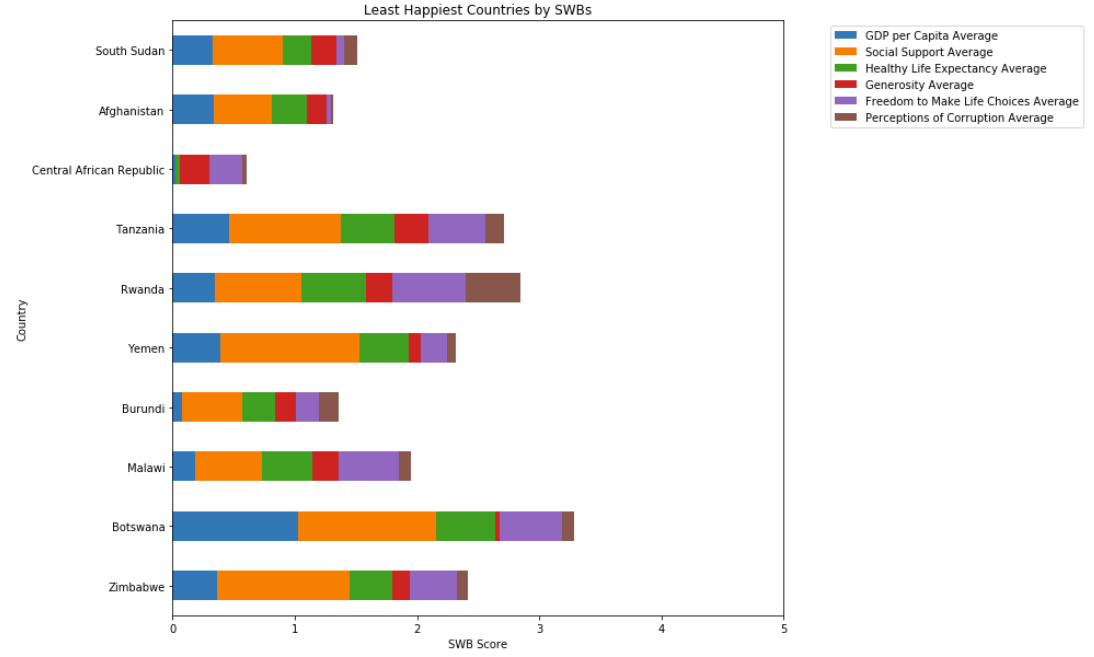 Least Happiest Countries by SWBs
GDP per Capita Average
Social Support Average
Healthy Life Expectancy Average
Generosity Average
Freedom to Make Life Choices Average
Perceptions of Corruption Average
South Sudan
Afghanistan
Central African Republic
Tanzania
Rwanda
Yemen
Burundi
Malawi
Botswana
Zimbabwe
Country
0 1 2 3 4 5
SWB Score